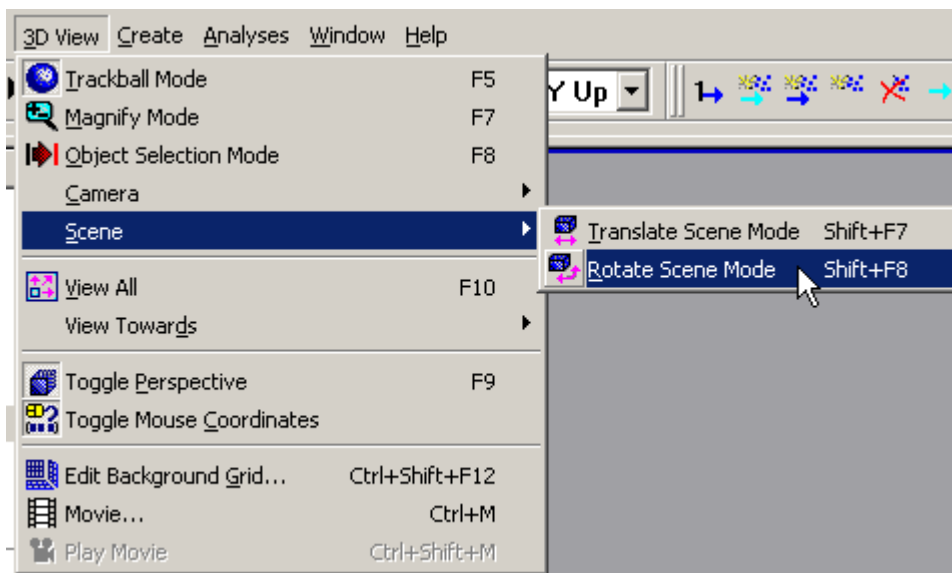 3D View Create Analyses Window Help
Trackball Mode F5
Magnify Mode F7
Object Selection Mode F8
Camera
Scene
View All F10
View Towards
Toggle Perspective F9
Toggle Mouse Coordinates
Edit Background Grid... Ctrl+Shift+F12
Movie... Ctrl+M
Play Movie Ctrl+Shift+M
Y Up
1
Translate Scene Mode Shift+F7
Rotate Scene Mode Shift+F8